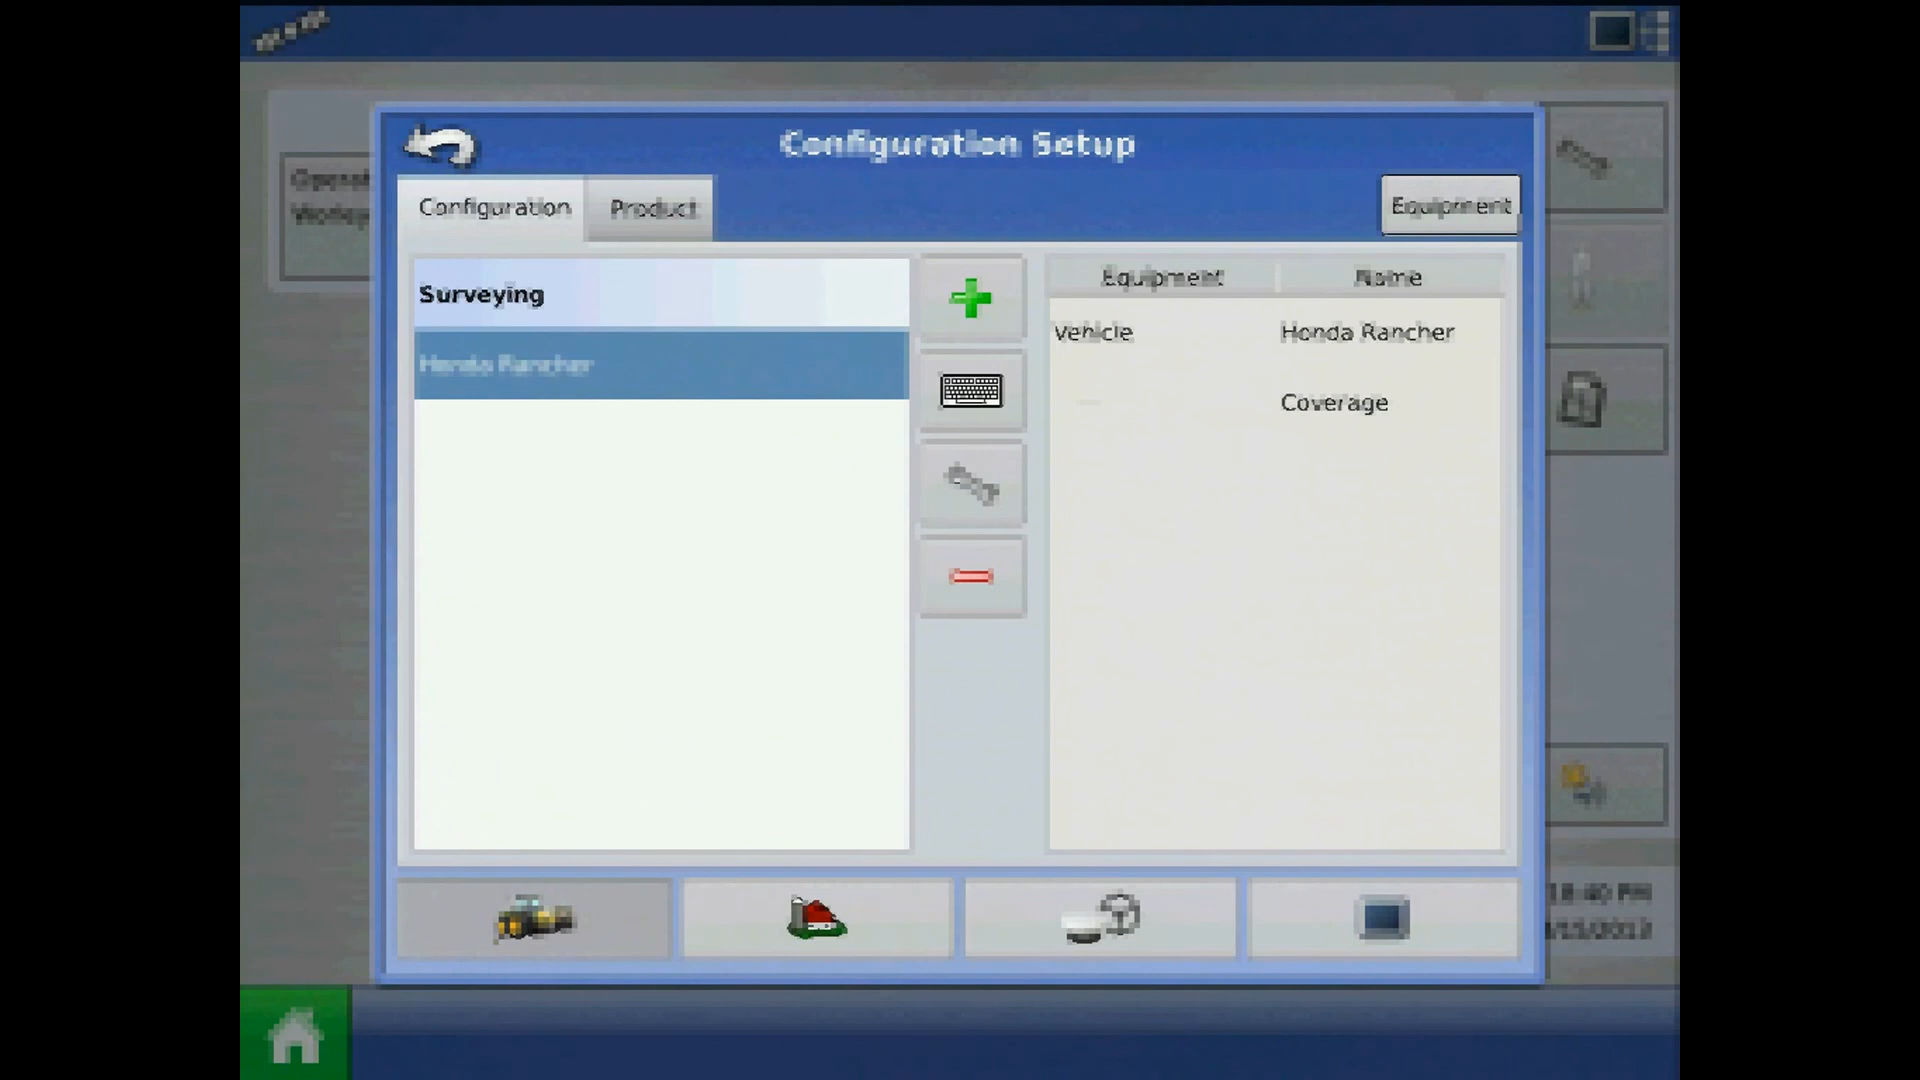 Configuration Setup
Configuration
Product
Equipment
Surveying
Honda Rancher
Equipment
Name
Vehicle
Honda Rancher
Coverage